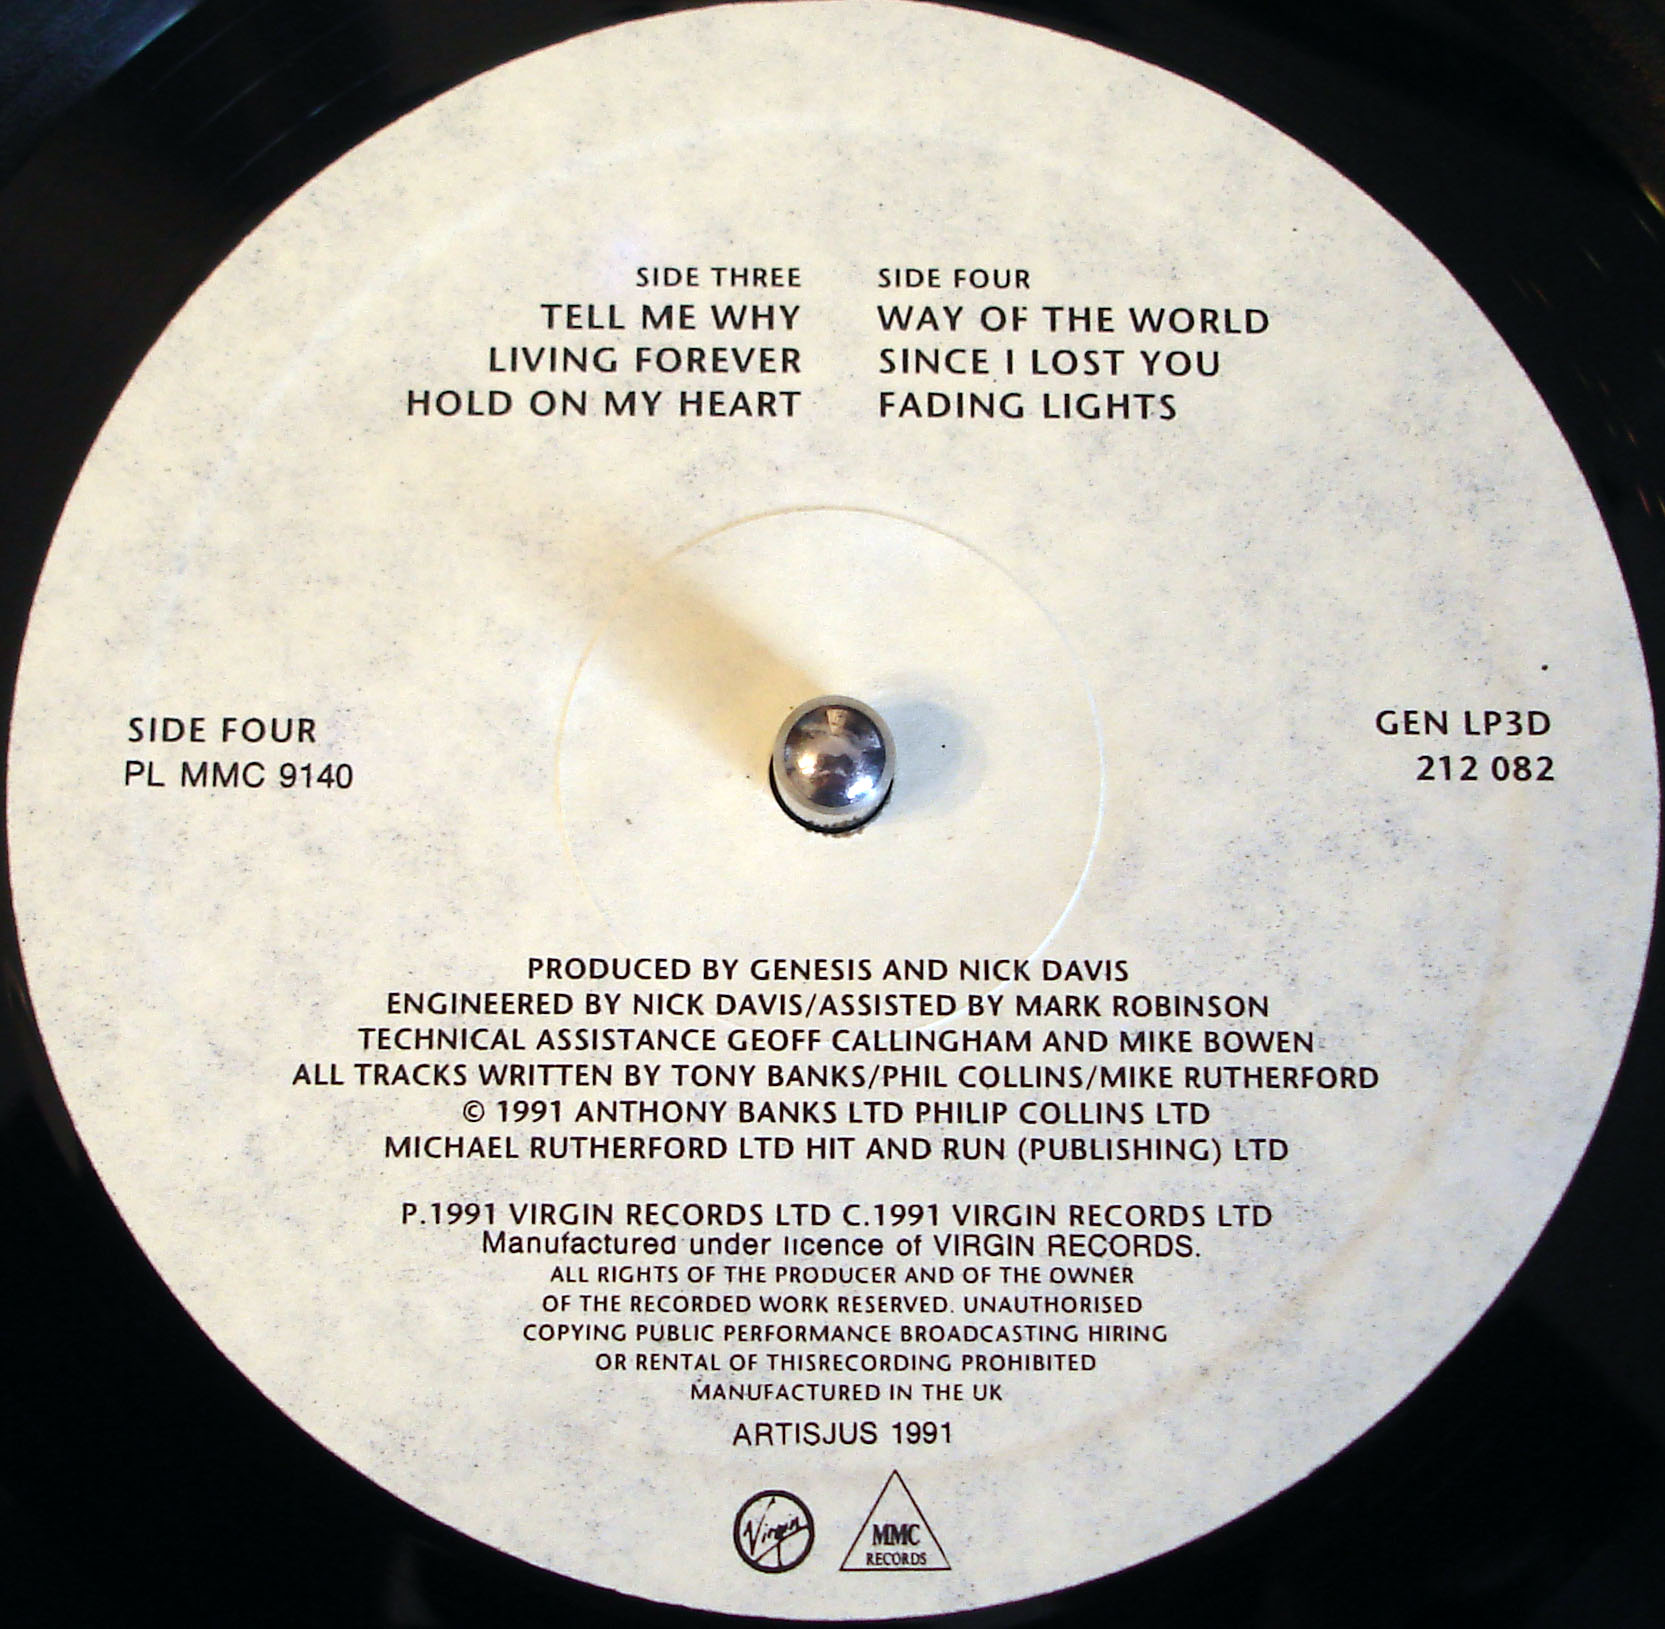 SIDE THREE
TELL ME WHY
LIVING FOREVER
HOLD ON MY HEART
SIDE FOUR
WAY OF THE WORLD
SINCE I LOST YOU
FADING LIGHTS
SIDE FOUR
PL MMC 9140
GEN LP3D
212 082
PRODUCED BY GENESIS AND NICK DAVIS
ENGINEERED BY NICK DAVIS/ASSISTED BY MARK ROBINSON
TECHNICAL ASSISTANCE GEOFF CALLINGHAM AND MIKE BOWEN
ALL TRACKS WRITTEN BY TONY BANKS/PHIL COLLINS/MIKE RUTHERFORD
© 1991 ANTHONY BANKS LTD PHILIP COLLINS LTD
MICHAEL RUTHERFORD LTD HIT AND RUN (PUBLISHING) LTD
P.1991 VIRGIN RECORDS LTD C.1991 VIRGIN RECORDS LTD
Manufactured under licence of VIRGIN RECORDS.
ALL RIGHTS OF THE PRODUCER AND OF THE OWNER
OF THE RECORDED WORK RESERVED. UNAUTHORISED
COPYING PUBLIC PERFORMANCE BROADCASTING HIRING
OR RENTAL OF THISRECORDING PROHIBITED
MANUFACTURED IN THE UK
ARTISJUS 1991
Virgin
MMC
RECORDS